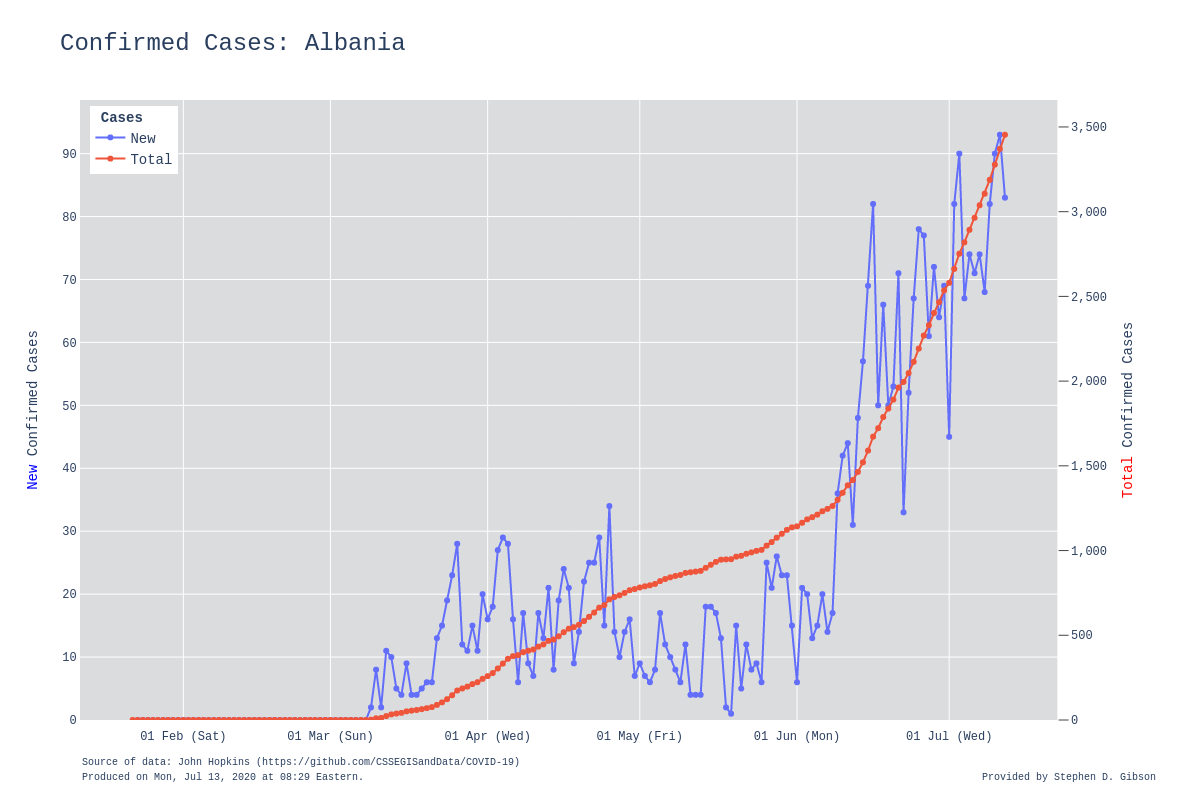 Confirmed Cases: Albania
Cases
New
Total
90
80
70
60
50
40
30
20
10
0
New Confirmed Cases
3,500
3,000
2,500
2,000
1,500
1,000
500
0
Total Confirmed Cases
01 Feb (Sat) 01 Mar (Sun) 01 Apr (Wed) 01 May (Fri) 01 Jun (Mon) 01 Jul (Wed)
Source of data: John Hopkins (https://github.com/CSSEGISandData/COVID-19)
Produced on Mon, Jul 13, 2020 at 08:29 Eastern.
Provided by Stephen D. Gibson